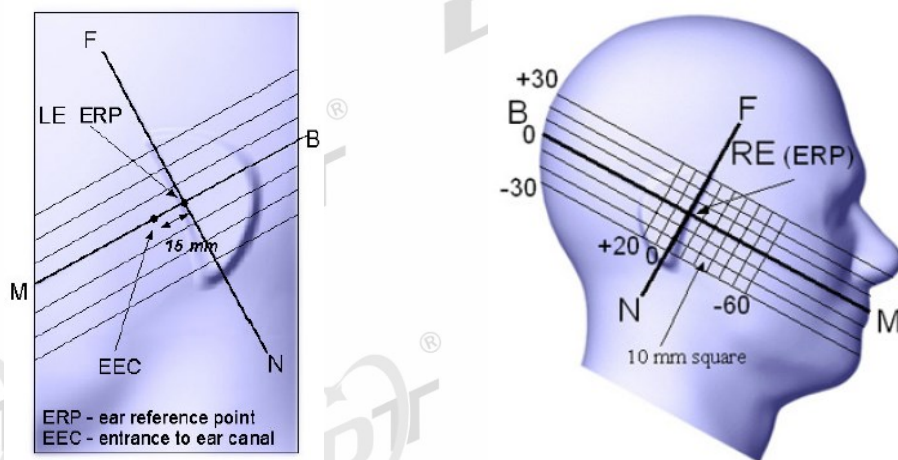 F
LE ERP
B
15 mm
M
EEC
N
ERP - ear reference point
EEC - entrance to ear canal
+30
B
0
F
RE (ERP)
-30
+20
0
N
-60
M
10 mm square
®
®